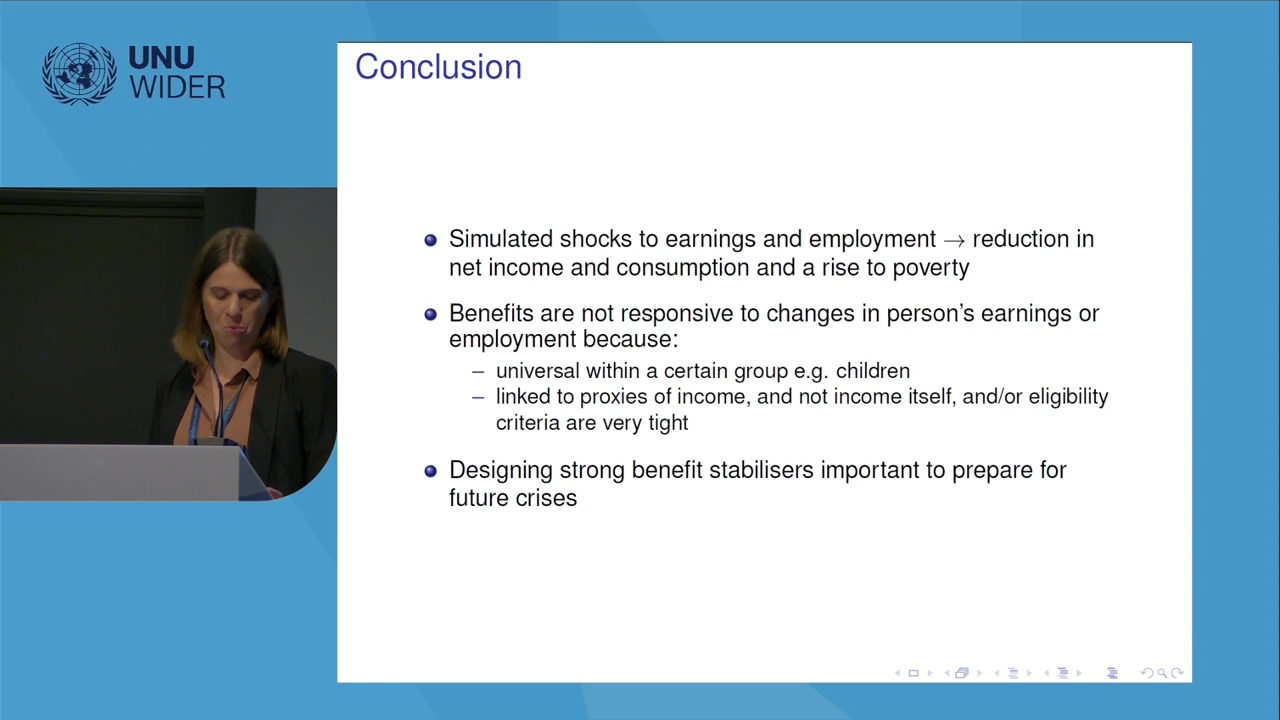 UNU
WIDER
Conclusion
Simulated shocks to earnings and employment → reduction in
net income and consumption and a rise to poverty
Benefits are not responsive to changes in person's earnings or
employment because:
– universal within a certain group e.g. children
– linked to proxies of income, and not income itself, and/or eligibility
criteria are very tight
Designing strong benefit stabilisers important to prepare for
future crises